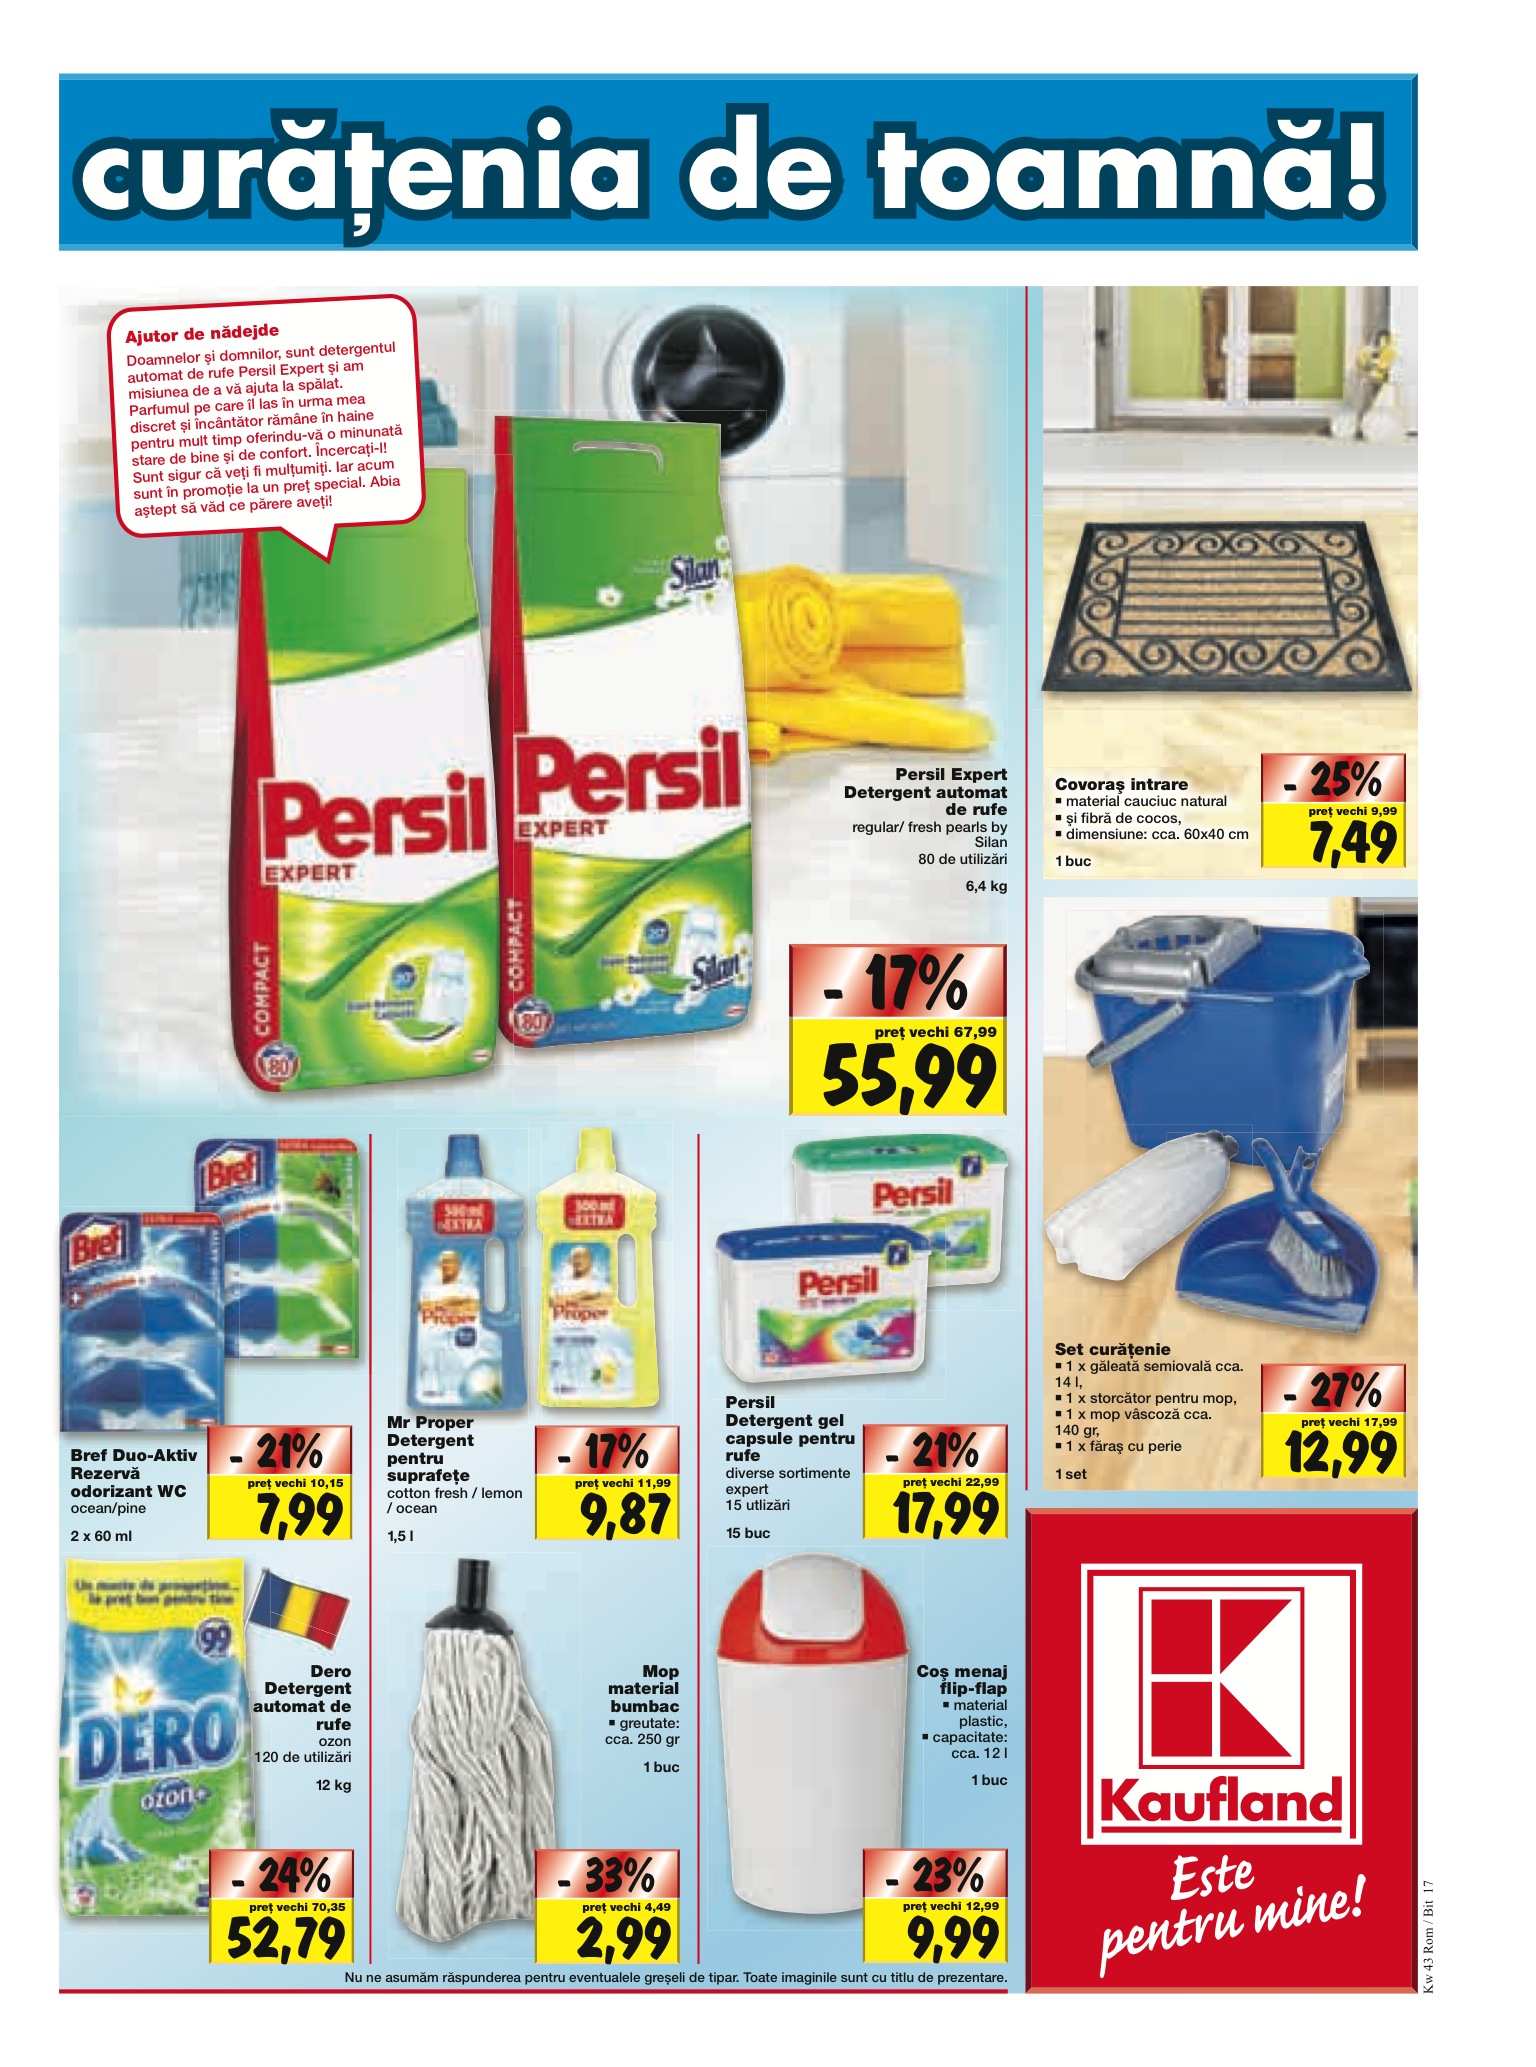 curățenia de toamnă!
Ajutor de nădejde
Doamnelor și domnilor, sunt detergentul
automat de rufe Persil Expert și am
misiunea de a vă ajuta la spălat.
Parfumul pe care îl las în urma mea
discret și încântător rămâne în haine
pentru mult timp oferindu-vă o minunată
stare de bine și de confort. Încercați-l!
Sunt sigur că veți fi mulțumiți. Iar acum
sunt în promoție la un preț special. Abia
aștept să văd ce părere aveți!
Silan
Persil
EXPERT
COMPACT
80
Persil
EXPERT
COMPACT
Silan
80
Persil Expert
Detergent automat
de rufe
regular/ fresh pearls by
Silan
80 de utilizări
6,4 kg
- 17%
preț vechi 67,99
55,99
Covoraș intrare
▪ material cauciuc natural
▪ și fibră de cocos,
▪ dimensiune: cca. 60x40 cm
1 buc
- 25%
preț vechi 9,99
7,49
Set curățenie
▪ 1 x găleată semiovală cca.
14 l,
▪ 1 x storcător pentru mop,
▪ 1 x mop vâscoză cca.
140 gr,
▪ 1 x făraș cu perie
1 set
- 27%
preț vechi 17,99
12,99
Bref
Bref
Bref Duo-Aktiv
Rezervă
odorizant WC
ocean/pine
2 x 60 ml
- 21%
preț vechi 10,15
7,99
500 ml
EXTRA
Proper
500 ml
EXTRA
Proper
Mr Proper
Detergent
pentru
suprafețe
cotton fresh / lemon
/ ocean
1,5 l
- 17%
preț vechi 11,99
9,87
Persil
Persil
Persil
Detergent gel
capsule pentru
rufe
diverse sortimente
expert
15 utlizări
15 buc
- 21%
preț vechi 22,99
17,99
Un munte de prospețime...
la preț bun pentru tine
99
DERO
ozon+
Dero
Detergent
automat de
rufe
ozon
120 de utilizări
12 kg
- 24%
preț vechi 70,35
52,79
Mop
material
bumbac
▪ greutate:
cca. 250 gr
1 buc
- 33%
preț vechi 4,49
2,99
Coș menaj
flip-flap
▪ material
plastic,
▪ capacitate:
cca. 12 l
1 buc
- 23%
preț vechi 12,99
9,99
Kaufland
Este
pentru mine!
Nu ne asumăm răspunderea pentru eventualele greșeli de tipar. Toate imaginile sunt cu titlu de prezentare.
Kw 43 Rom / Bit 17